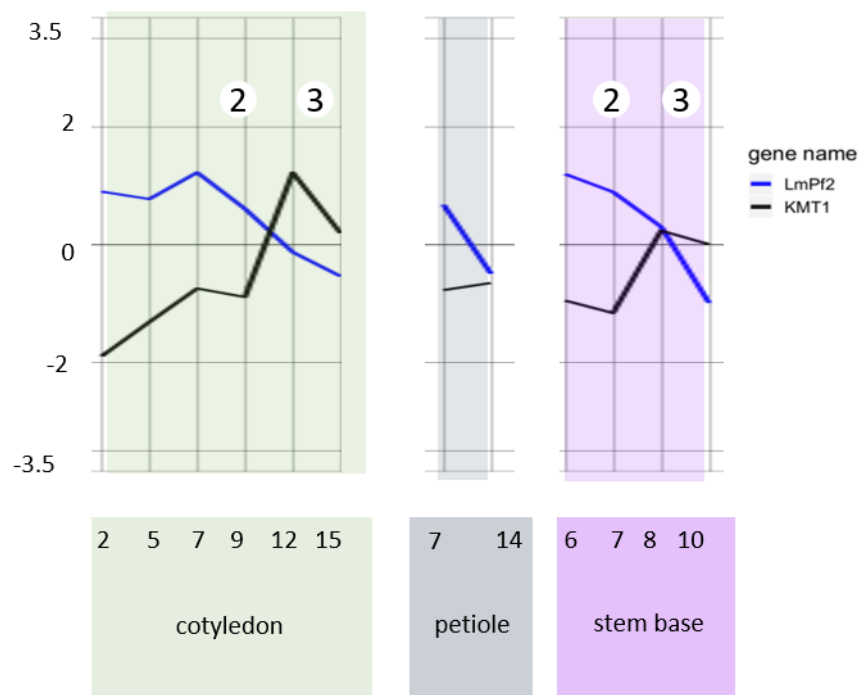 3.5
2
0
-2
-3.5
2 3
2 3
gene name
LmPf2
KMT1
2 5 7 9 12 15
cotyledon
7 14
petiole
6 7 8 10
stem base